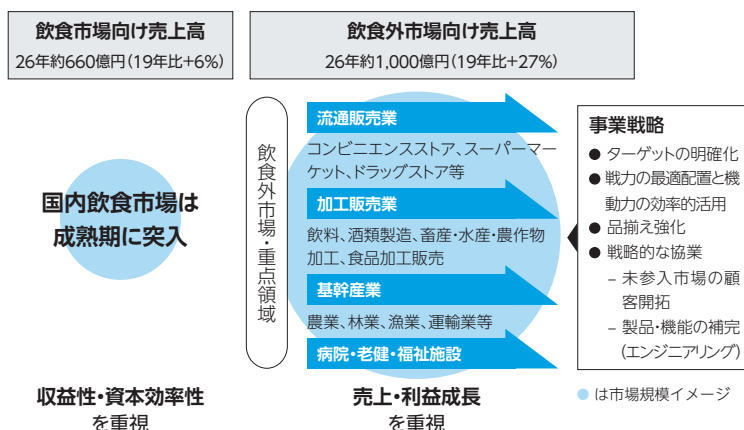 飲食市場向け売上高
26年約660億円(19年比+6%)
飲食外市場向け売上高
26年約1,000億円(19年比+27%)
国内飲食市場は
成熟期に突入
収益性・資本効率性
を重視
飲食外市場・重点領域
流通販売業
コンビニエンスストア、スーパーマー
ケット、ドラッグストア等
加工販売業
飲料、酒類製造、畜産・水産・農作物
加工、食品加工販売
基幹産業
農業、林業、漁業、運輸業等
病院・老健・福祉施設
売上・利益成長
を重視
事業戦略
● ターゲットの明確化
● 戦力の最適配置と機
動力の効率的活用
● 品揃え強化
● 戦略的な協業
– 未参入市場の顧
客開拓
– 製品・機能の補完
(エンジニアリング)
● は市場規模イメージ